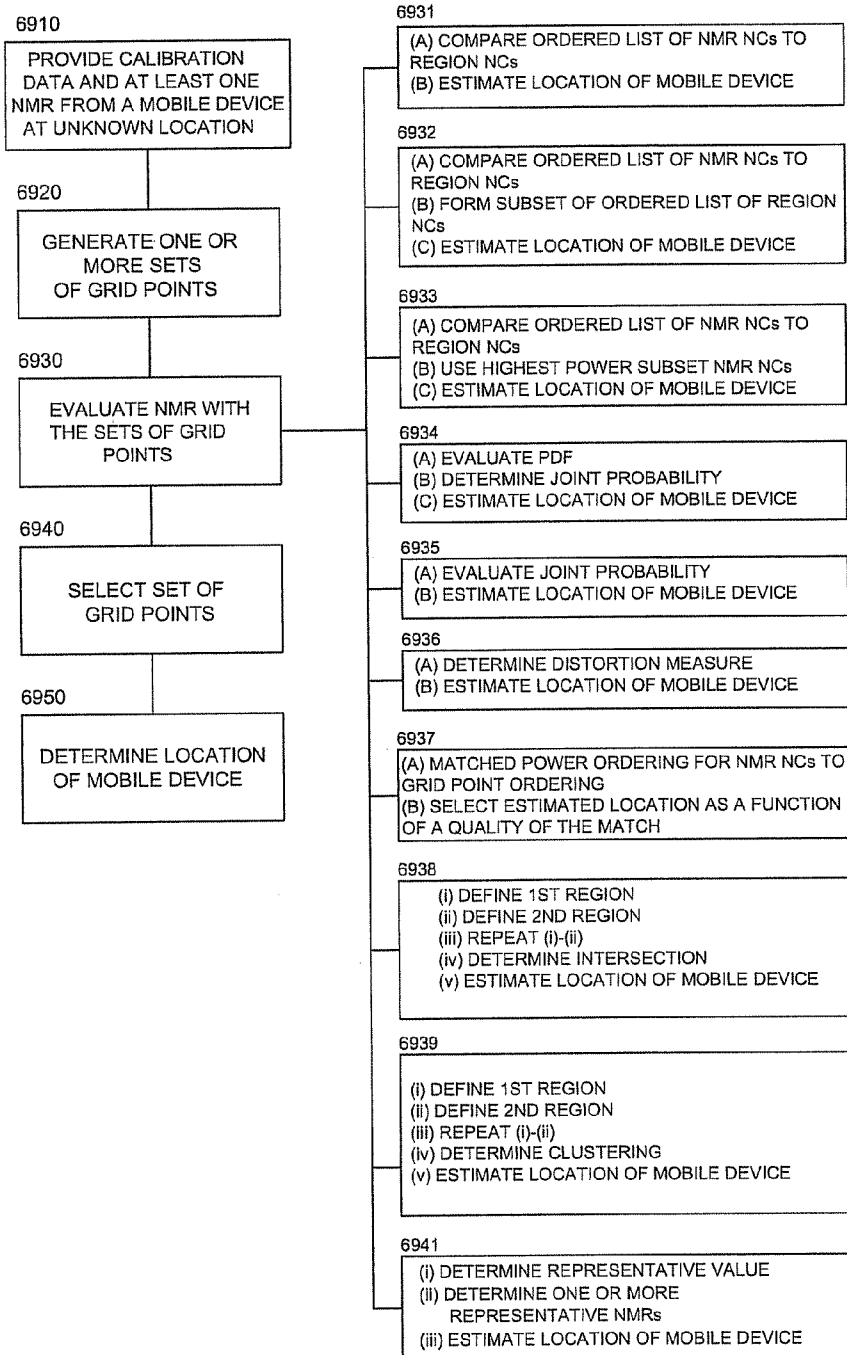 6910
PROVIDE CALIBRATION
DATA AND AT LEAST ONE
NMR FROM A MOBILE DEVICE
AT UNKNOWN LOCATION
6920
GENERATE ONE OR
MORE SETS
OF GRID POINTS
6930
EVALUATE NMR WITH
THE SETS OF GRID
POINTS
6940
SELECT SET OF
GRID POINTS
6950
DETERMINE LOCATION
OF MOBILE DEVICE
6931
(A) COMPARE ORDERED LIST OF NMR NCs TO
REGION NCs
(B) ESTIMATE LOCATION OF MOBILE DEVICE
6932
(A) COMPARE ORDERED LIST OF NMR NCs TO
REGION NCs
(B) FORM SUBSET OF ORDERED LIST OF REGION
NCs
(C) ESTIMATE LOCATION OF MOBILE DEVICE
6933
(A) COMPARE ORDERED LIST OF NMR NCs TO
REGION NCs
(B) USE HIGHEST POWER SUBSET NMR NCs
(C) ESTIMATE LOCATION OF MOBILE DEVICE
6934
(A) EVALUATE PDF
(B) DETERMINE JOINT PROBABILITY
(C) ESTIMATE LOCATION OF MOBILE DEVICE
6935
(A) EVALUATE JOINT PROBABILITY
(B) ESTIMATE LOCATION OF MOBILE DEVICE
6936
(A) DETERMINE DISTORTION MEASURE
(B) ESTIMATE LOCATION OF MOBILE DEVICE
6937
(A) MATCHED POWER ORDERING FOR NMR NCs TO
GRID POINT ORDERING
(B) SELECT ESTIMATED LOCATION AS A FUNCTION
OF A QUALITY OF THE MATCH
6938
(i) DEFINE 1ST REGION
(ii) DEFINE 2ND REGION
(iii) REPEAT (i)-(ii)
(iv) DETERMINE INTERSECTION
(v) ESTIMATE LOCATION OF MOBILE DEVICE
6939
(i) DEFINE 1ST REGION
(ii) DEFINE 2ND REGION
(iii) REPEAT (i)-(ii)
(iv) DETERMINE CLUSTERING
(v) ESTIMATE LOCATION OF MOBILE DEVICE
6941
(i) DETERMINE REPRESENTATIVE VALUE
(ii) DETERMINE ONE OR MORE
REPRESENTATIVE NMRs
(iii) ESTIMATE LOCATION OF MOBILE DEVICE